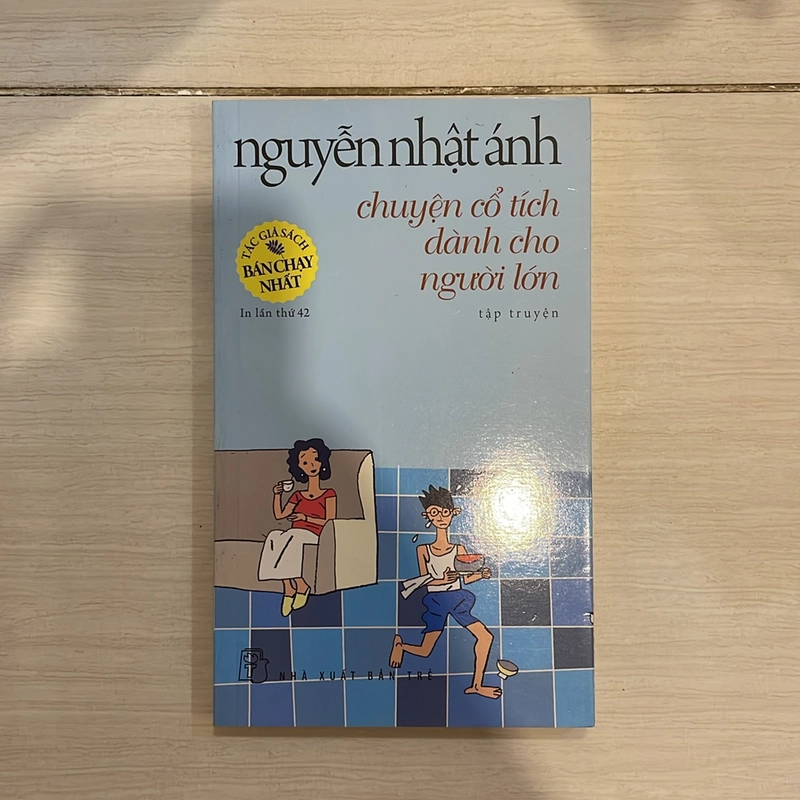 nguyễn nhật ánh
chuyện cổ tích
dành cho
người lớn
tập truyện
TÁC GIẢ SÁCH
BÁN CHẠY
NHẤT
In lần thứ 42
NHÀ XUẤT BẢN TRẺ